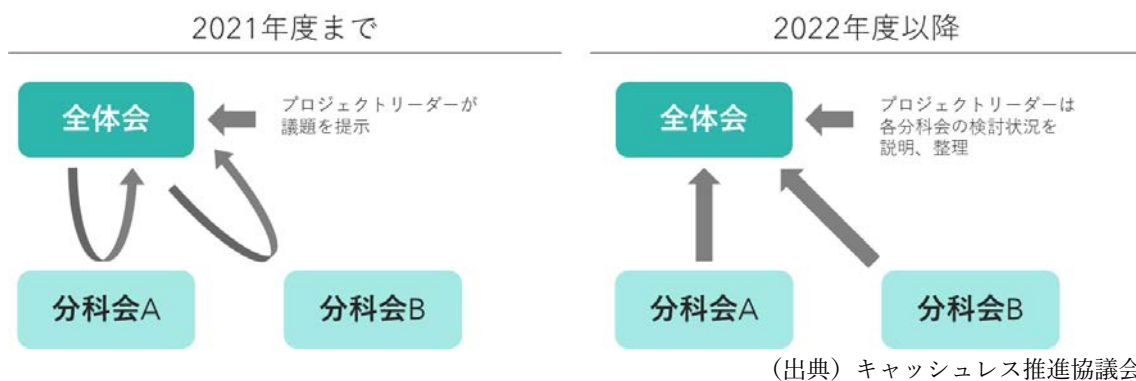 2021年度まで
全体会
プロジェクトリーダーが
議題を提示
分科会A
分科会B
2022年度以降
全体会
プロジェクトリーダーは
各分科会の検討状況を
説明、整理
分科会A
分科会B
（出典）キャッシュレス推進協議会